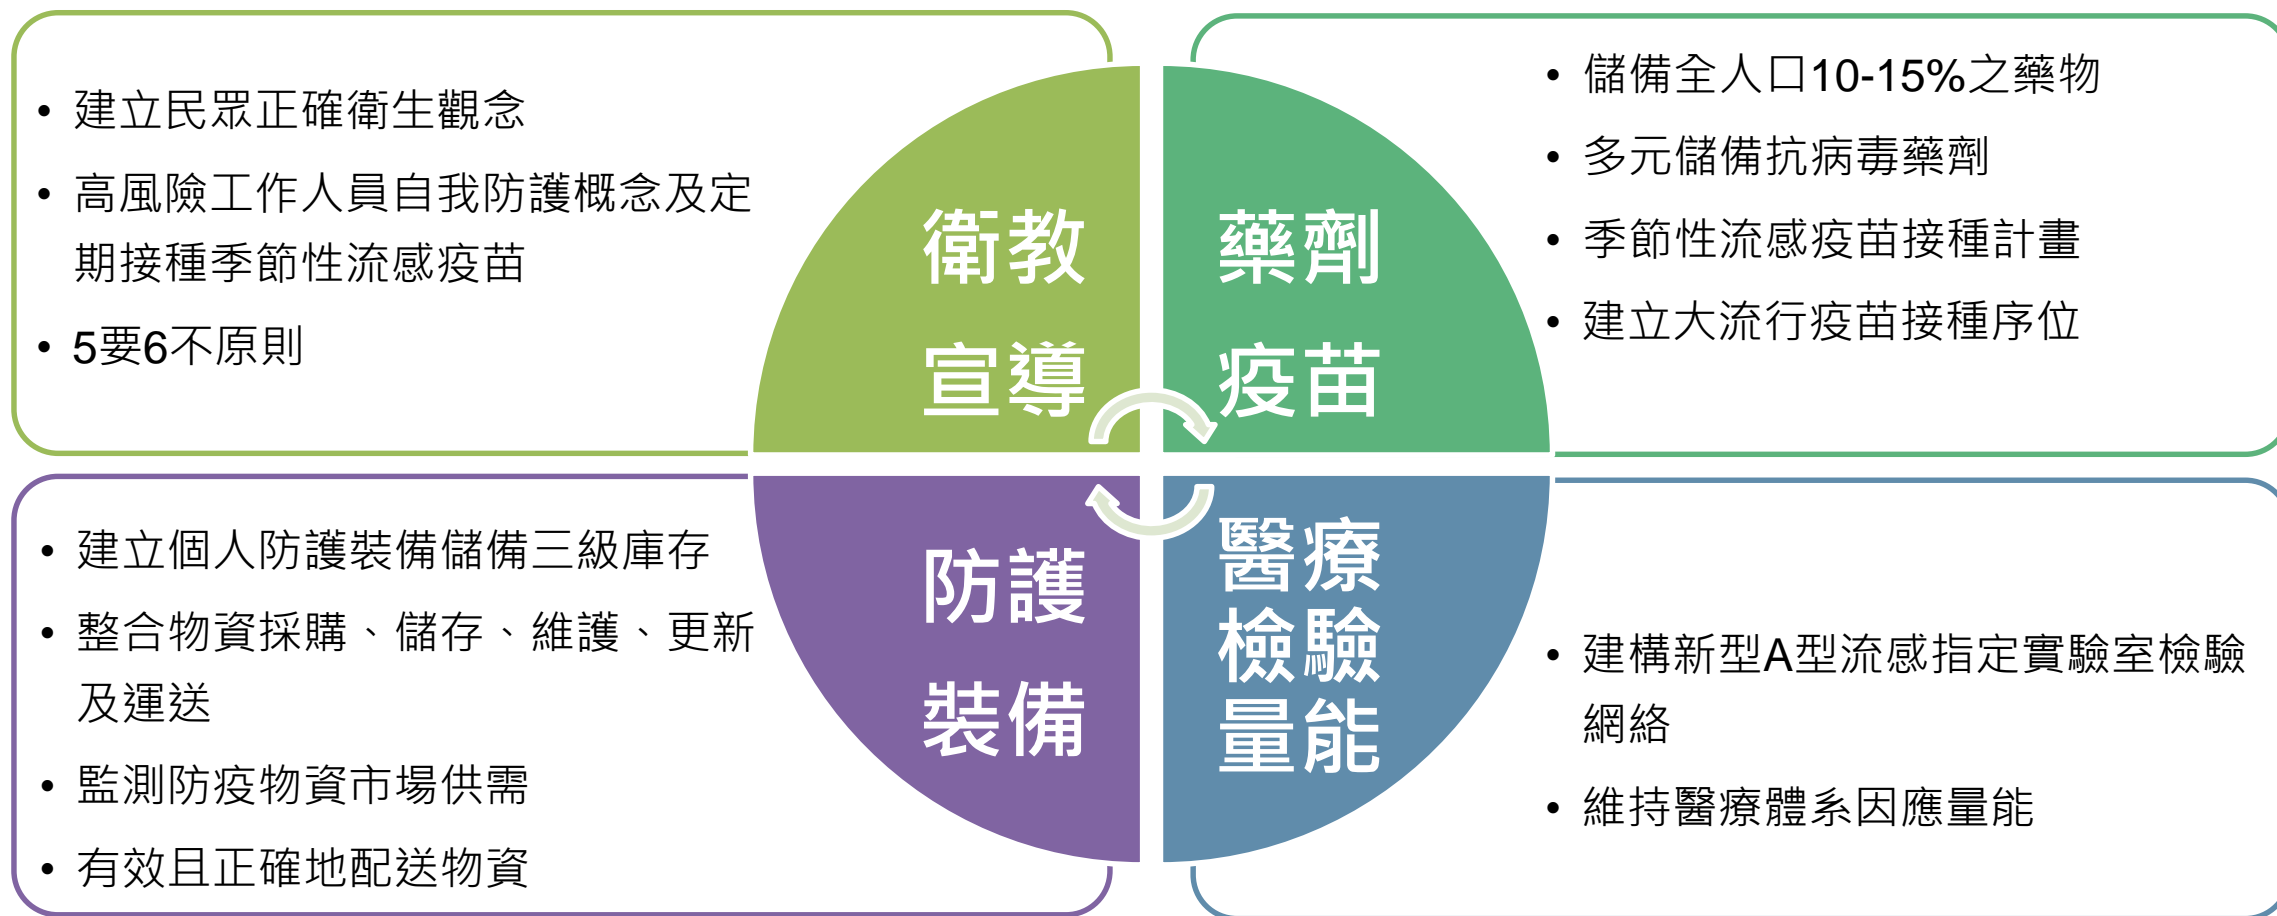 • 建立民眾正確衛生觀念
• 高風險工作人員自我防護概念及定
期接種季節性流感疫苗
• 5要6不原則
衛教
宣導
藥劑
疫苗
• 儲備全人口10-15%之藥物
• 多元儲備抗病毒藥劑
• 季節性流感疫苗接種計畫
• 建立大流行疫苗接種序位
• 建立個人防護裝備儲備三級庫存
• 整合物資採購、儲存、維護、更新
及運送
• 監測防疫物資市場供需
• 有效且正確地配送物資
防護
裝備
醫療
檢驗
量能
• 建構新型A型流感指定實驗室檢驗
網絡
• 維持醫療體系因應量能